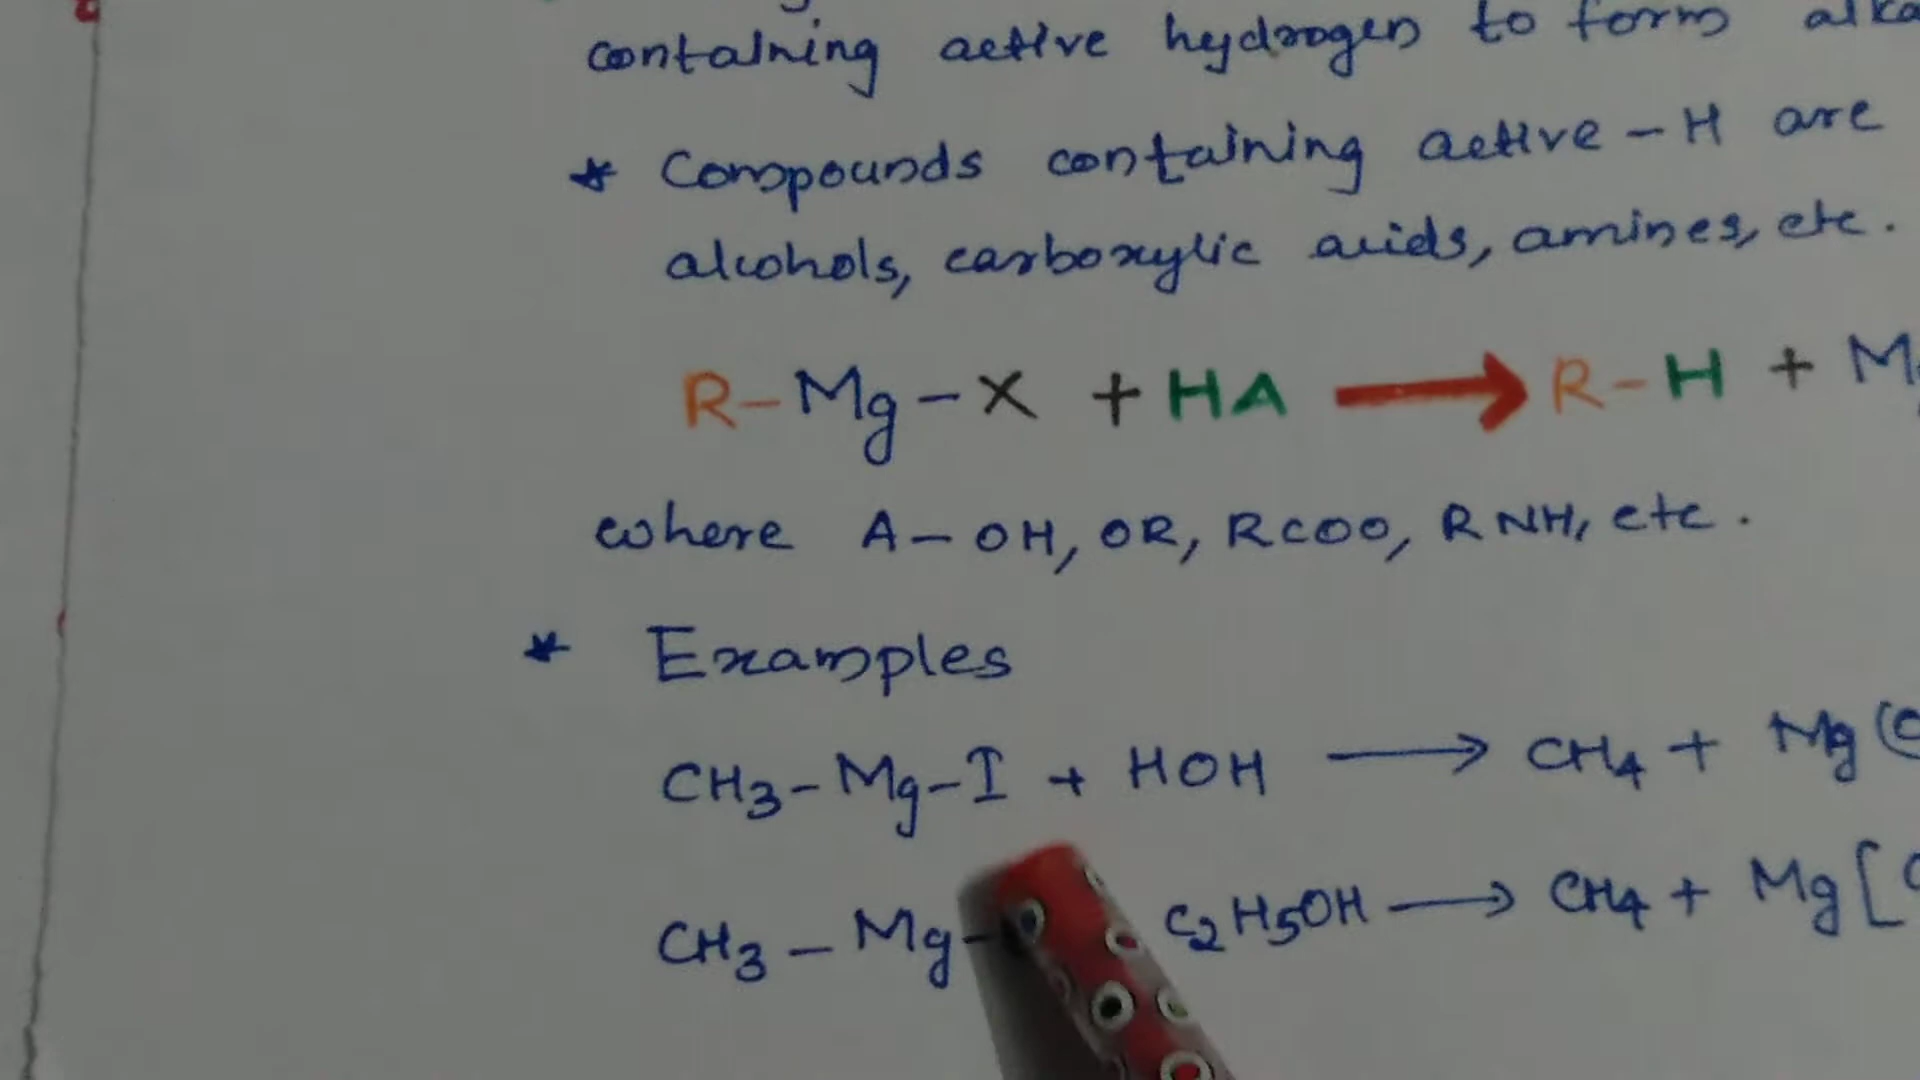 containing active hydrogen to form
* Compounds containing active - H are
alcohols, carboxylic acids, amines, etc.
R - Mg - X + HA → R - H +
where A - OH, OR, RCOO, RNH, etc.
* Examples
CH3 - Mg - I + HOH → CH4 + Mg
CH3 - Mg - C2H5OH → CH4 + Mg [